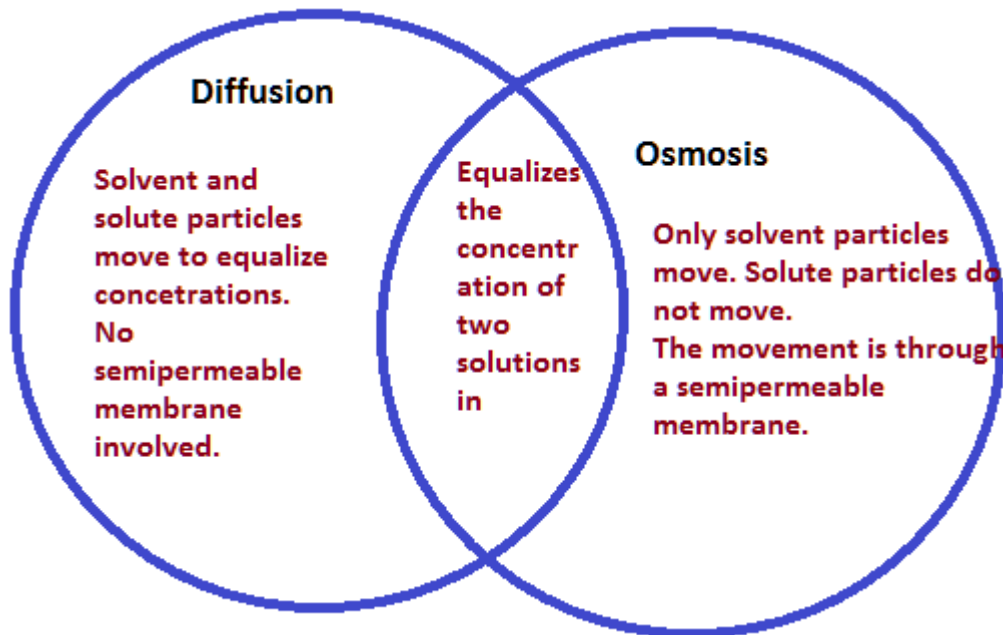 Diffusion
Solvent and
solute particles
move to equalize
concetrations.
No
semipermeable
membrane
involved.
Equalizes
the
concentr
ation of
two
solutions
in
Osmosis
Only solvent particles
move. Solute particles do
not move.
The movement is through
a semipermeable
membrane.